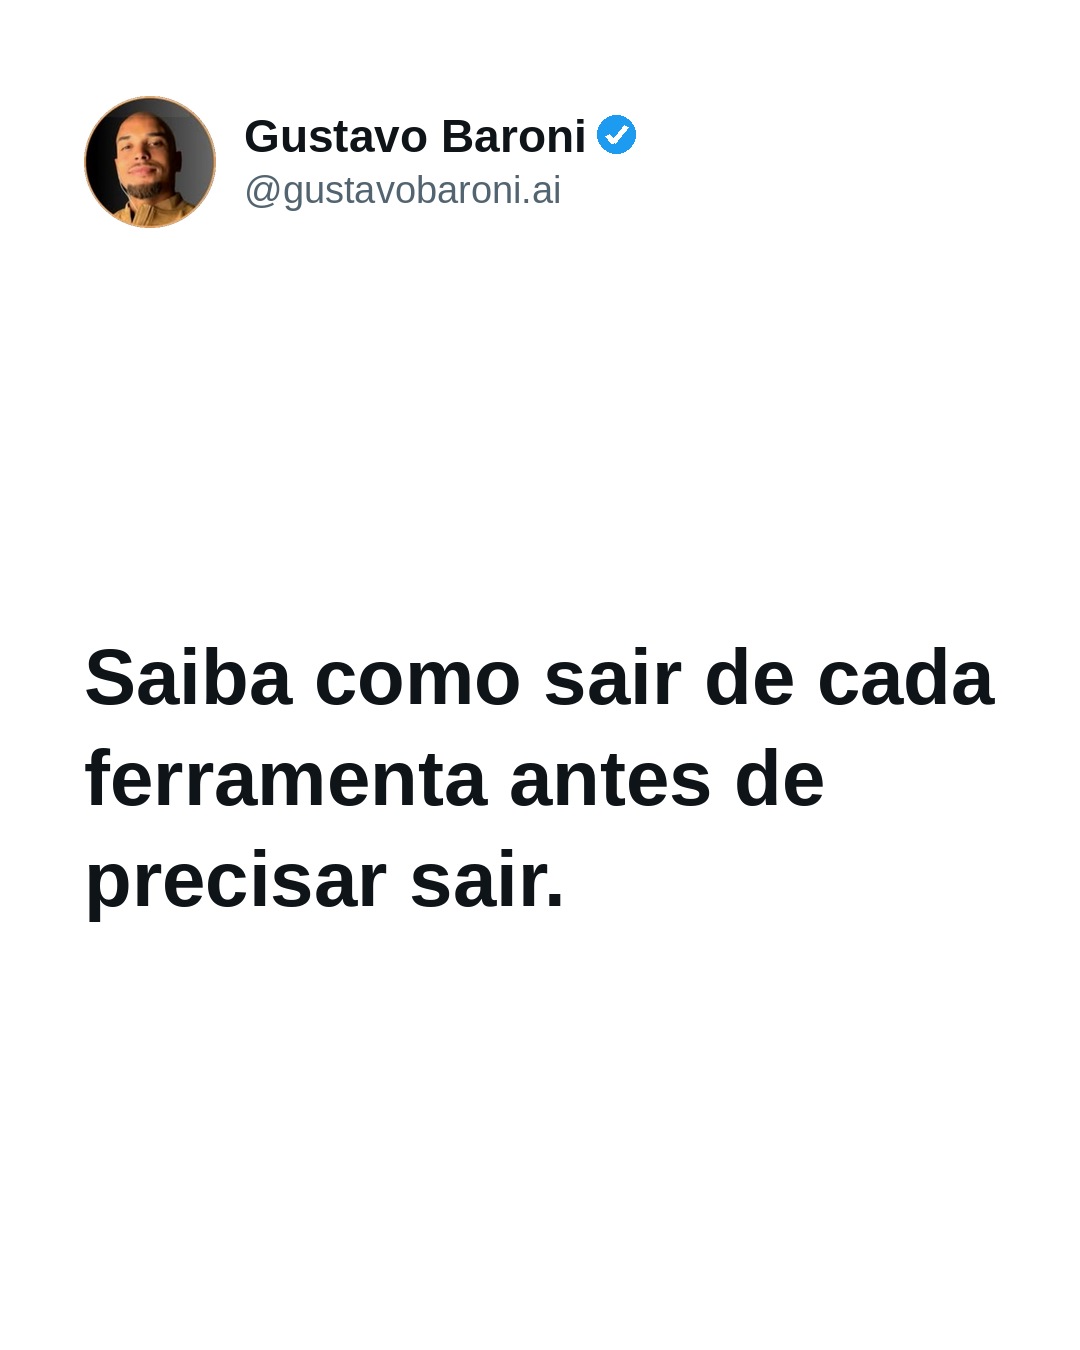 Gustavo Baroni
@gustavobaroni.ai
Saiba como sair de cada
ferramenta antes de
precisar sair.